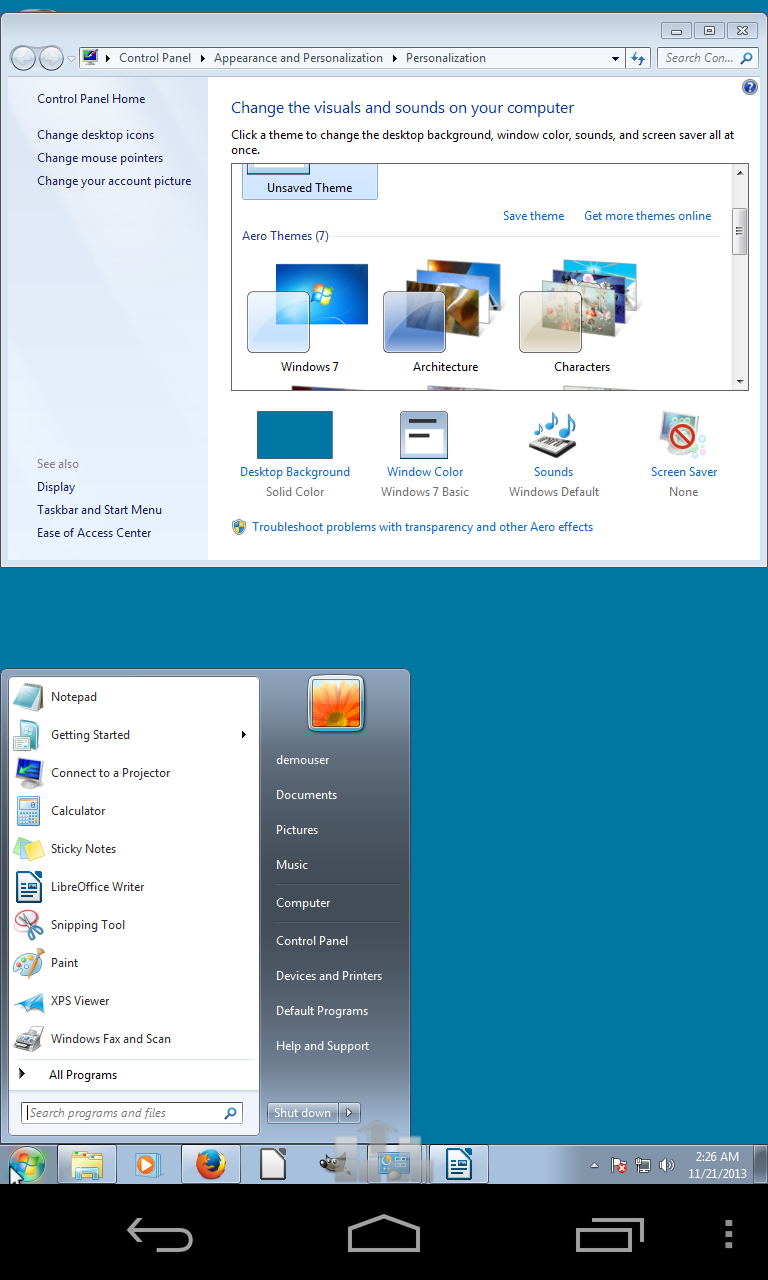 Control Panel
Appearance and Personalization
Personalization
Search Con...
Control Panel Home
Change desktop icons
Change mouse pointers
Change your account picture
Change the visuals and sounds on your computer
Click a theme to change the desktop background, window color, sounds, and screen saver all at
once.
Unsaved Theme
Save theme
Get more themes online
Aero Themes (7)
Windows 7
Architecture
Characters
Desktop Background
Solid Color
Window Color
Windows 7 Basic
Sounds
Windows Default
Screen Saver
None
See also
Display
Taskbar and Start Menu
Ease of Access Center
Troubleshoot problems with transparency and other Aero effects
Notepad
Getting Started
Connect to a Projector
Calculator
Sticky Notes
LibreOffice Writer
Snipping Tool
Paint
XPS Viewer
Windows Fax and Scan
All Programs
Search programs and files
demouser
Documents
Pictures
Music
Computer
Control Panel
Devices and Printers
Default Programs
Help and Support
Shut down
2:26 AM
11/21/2013